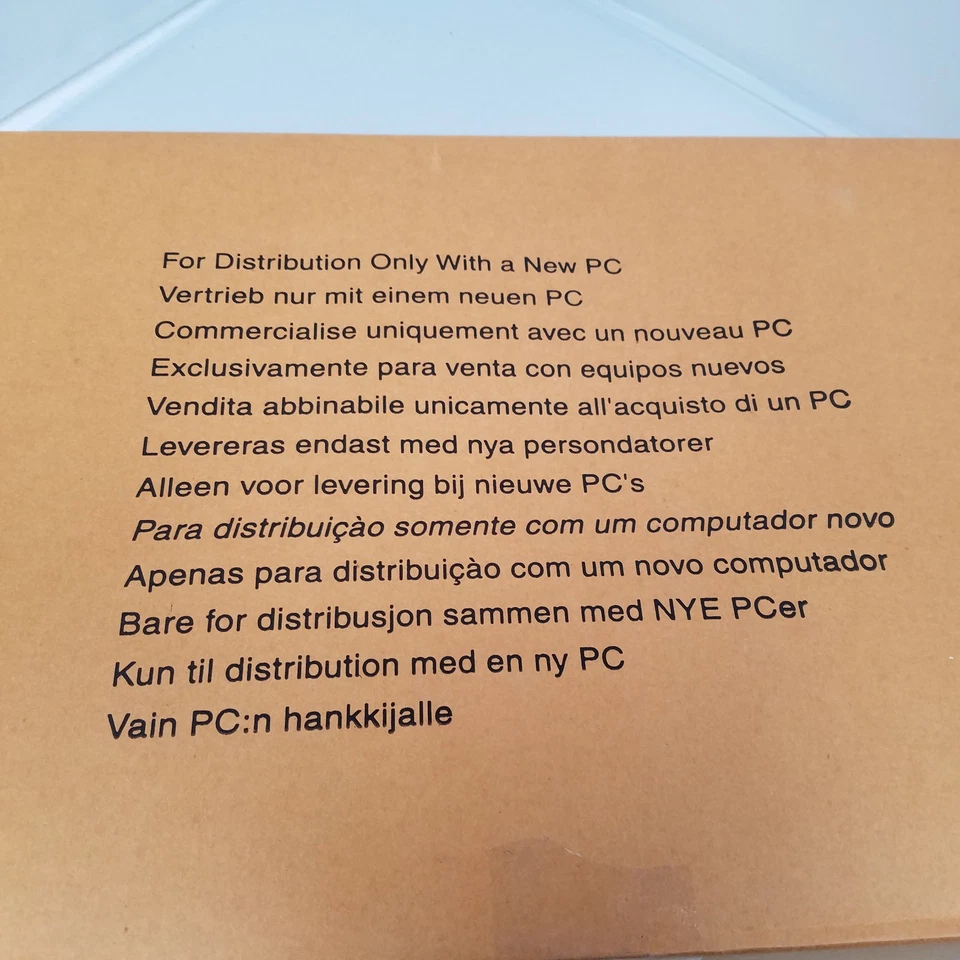 For Distribution Only With a New PC
Vertrieb nur mit einem neuen PC
Commercialise uniquement avec un nouveau PC
Exclusivamente para venta con equipos nuevos
Vendita abbinabile unicamente all'acquisto di un PC
Levereras endast med nya persondatorer
Alleen voor levering bij nieuwe PC's
Para distribuiçào somente com um computador novo
Apenas para distribuiçào com um novo computador
Bare for distribusjon sammen med NYE PCer
Kun til distribution med en ny PC
Vain PC:n hankkijalle